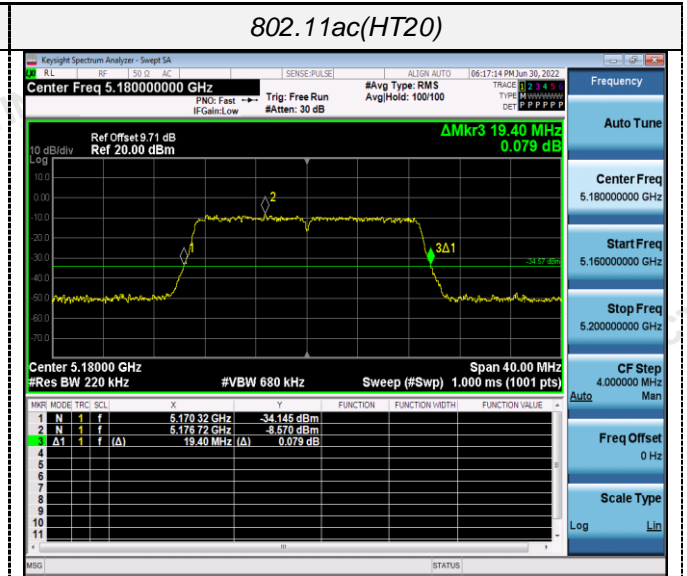 802.11ac(HT20)
Keysight Spectrum Analyzer - Swept SA
RL RF 50 Ω AC SENSE:PULSE ALIGN AUTO 06:17:14 PM Jun 30, 2022
Center Freq 5.180000000 GHz #Avg Type: RMS TRACE 1 2 3 4 5 6
PNO: Fast Trig: Free Run Avg|Hold: 100/100 TYPE M WWWWW
IFGain:Low #Atten: 30 dB DET P P P P P P
Frequency
Auto Tune
Center Freq
5.180000000 GHz
Start Freq
5.160000000 GHz
Stop Freq
5.200000000 GHz
CF Step
4.000000 MHz
Auto Man
Freq Offset
0 Hz
Scale Type
Log Lin
ΔMkr3 19.40 MHz
0.079 dB
Ref Offset 9.71 dB
10 dB/div Ref 20.00 dBm
Log
10.0
0.00
-10.0
-20.0
-30.0
-40.0
-50.0
-60.0
-70.0
1
2
3Δ1
-34.57 dBm
Center 5.18000 GHz Span 40.00 MHz
#Res BW 220 kHz #VBW 680 kHz Sweep (#Swp) 1.000 ms (1001 pts)
MKR MODE TRC SCL X Y FUNCTION FUNCTION WIDTH FUNCTION VALUE
1 N 1 f 5.170 32 GHz -34.145 dBm
2 N 1 f 5.176 72 GHz -8.570 dBm
3 Δ1 1 f (Δ) 19.40 MHz (Δ) 0.079 dB
4
5
6
7
8
9
10
11
MSG STATUS